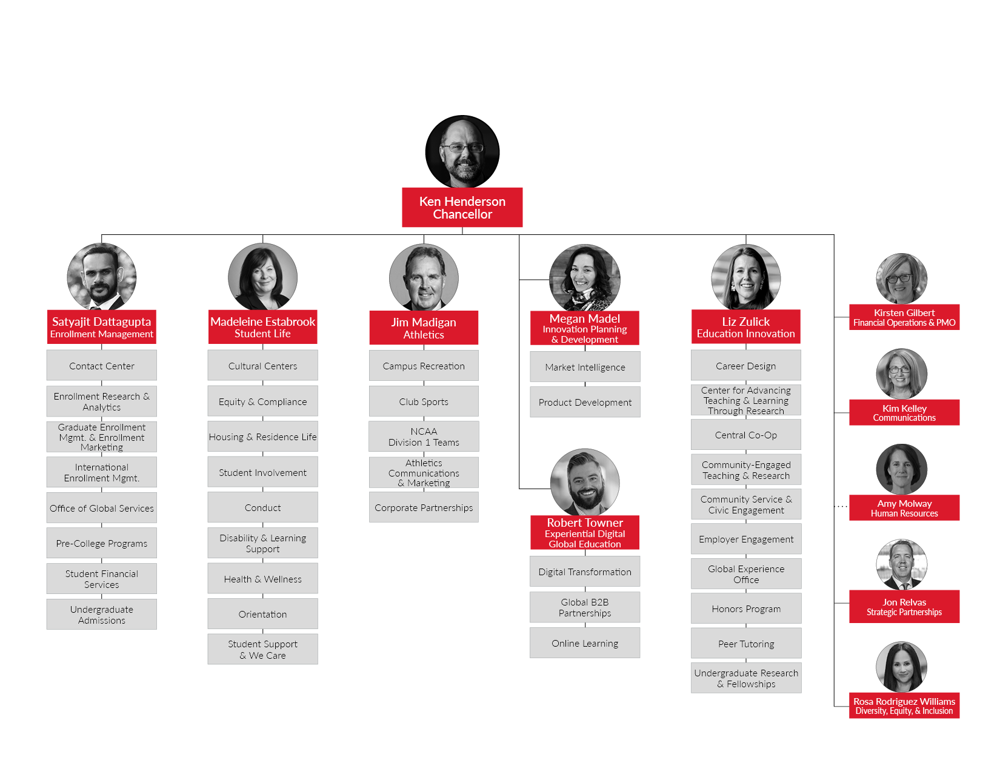 Ken Henderson
Chancellor
Satyajit Dattagupta
Enrollment Management
Contact Center
Enrollment Research &
Analytics
Graduate Enrollment
Mgmt. & Enrollment
Marketing
International
Enrollment Mgmt.
Office of Global Services
Pre-College Programs
Student Financial
Services
Undergraduate
Admissions
Madeleine Estabrook
Student Life
Cultural Centers
Equity & Compliance
Housing & Residence Life
Student Involvement
Conduct
Disability & Learning
Support
Health & Wellness
Orientation
Student Support
& We Care
Jim Madigan
Athletics
Campus Recreation
Club Sports
NCAA
Division 1 Teams
Athletics
Communications
& Marketing
Corporate Partnerships
Megan Madel
Innovation Planning
& Development
Market Intelligence
Product Development
Robert Towner
Experiential Digital
Global Education
Digital Transformation
Global B2B
Partnerships
Online Learning
Liz Zulick
Education Innovation
Career Design
Center for Advancing
Teaching & Learning
Through Research
Central Co-Op
Community-Engaged
Teaching & Research
Community Service &
Civic Engagement
Employer Engagement
Global Experience
Office
Honors Program
Peer Tutoring
Undergraduate Research
& Fellowships
Kirsten Gilbert
Financial Operations & PMO
Kim Kelley
Communications
Amy Molway
Human Resources
Jon Relvas
Strategic Partnerships
Rosa Rodriguez Williams
Diversity, Equity, & Inclusion